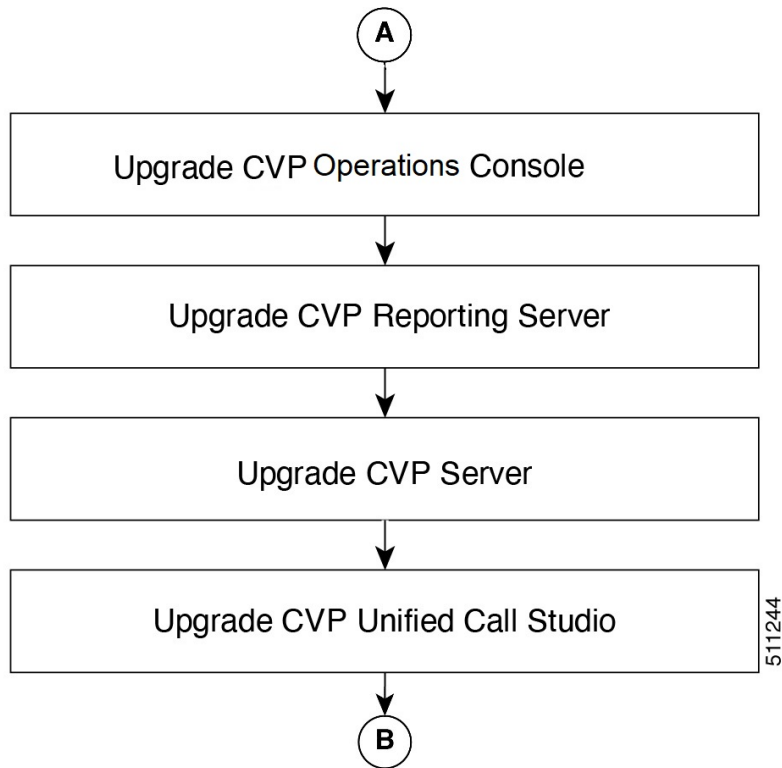 A
Upgrade CVP Operations Console
Upgrade CVP Reporting Server
Upgrade CVP Server
Upgrade CVP Unified Call Studio
511244
B